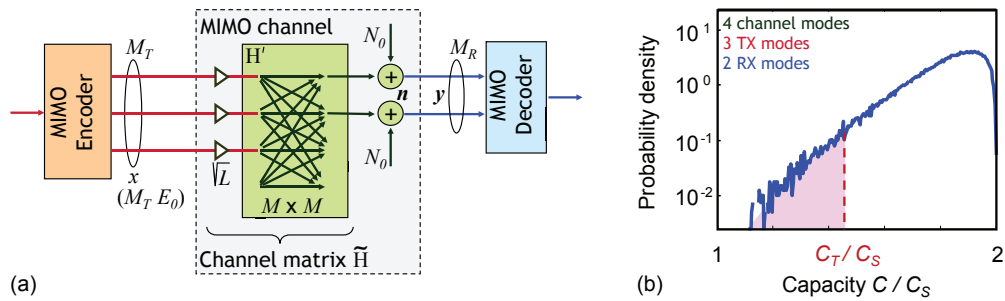 MIMO Encoder
M_T
x
(M_T E_0)
MIMO channel
H'
√L
M x M
Channel matrix H̃
N_0
+
n
+
N_0
M_R
y
MIMO Decoder
(a)
Probability density
10^1
10^0
10^-1
10^-2
4 channel modes
3 TX modes
2 RX modes
1
C_T / C_S
2
Capacity C / C_S
(b)